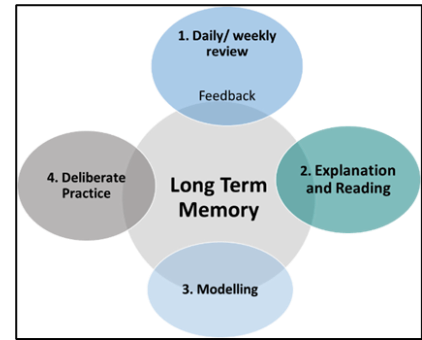 1. Daily/ weekly
review
Feedback
2. Explanation
and Reading
Long Term
Memory
3. Modelling
4. Deliberate
Practice